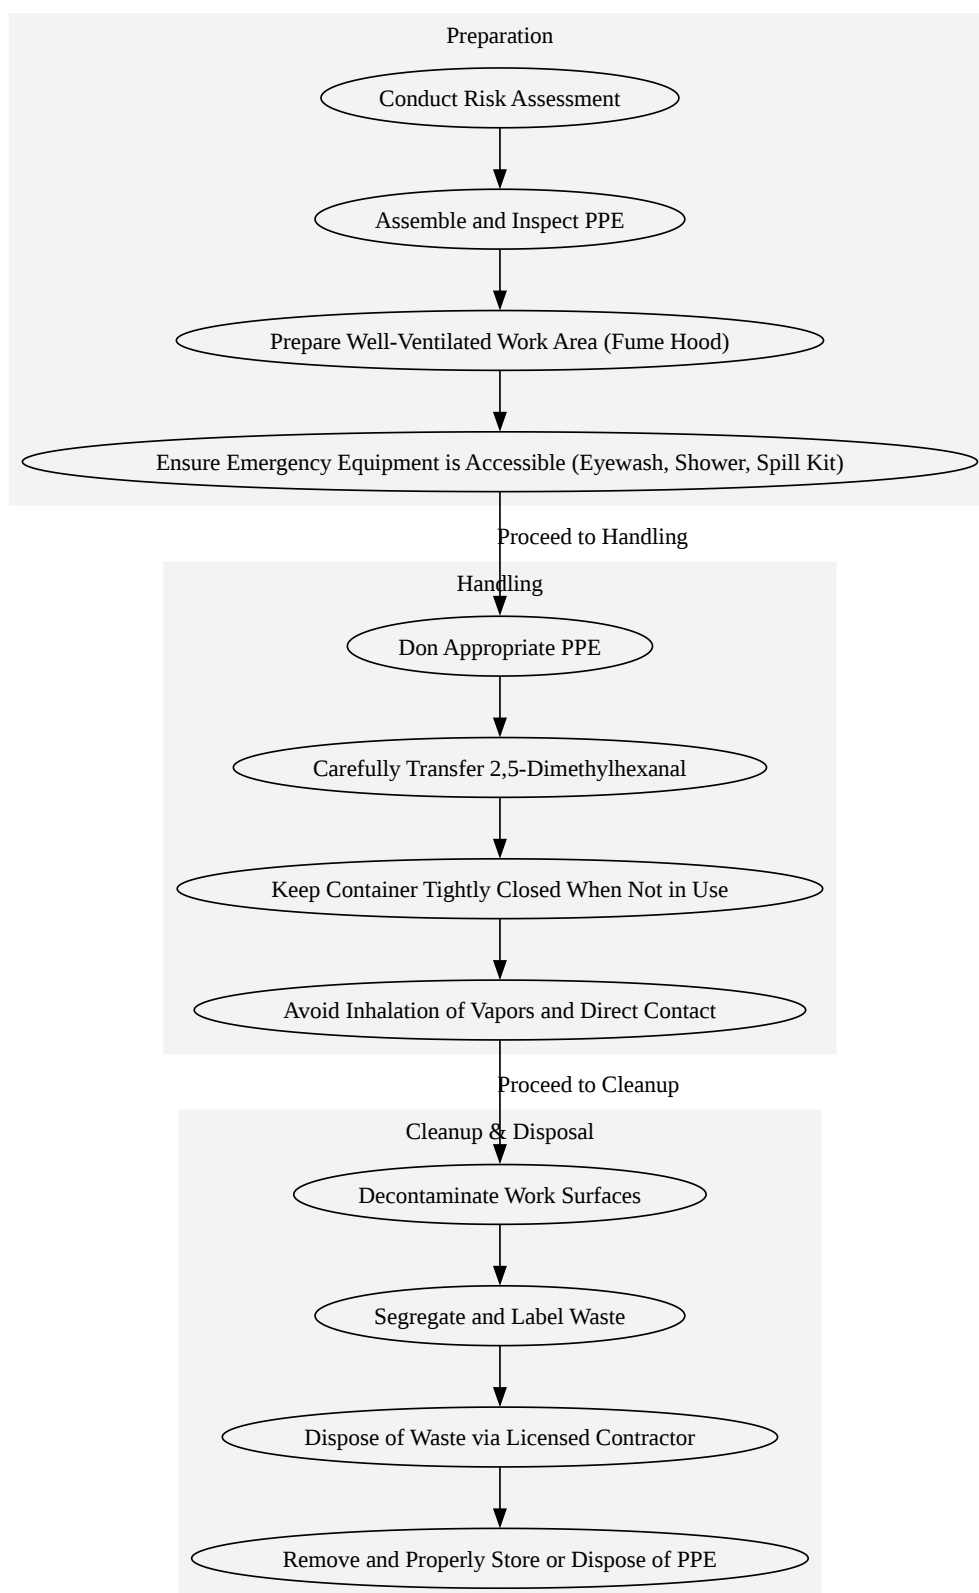 Preparation
Conduct Risk Assessment
Assemble and Inspect PPE
Prepare Well-Ventilated Work Area (Fume Hood)
Ensure Emergency Equipment is Accessible (Eyewash, Shower, Spill Kit)
Proceed to Handling
Handling
Don Appropriate PPE
Carefully Transfer 2,5-Dimethylhexanal
Keep Container Tightly Closed When Not in Use
Avoid Inhalation of Vapors and Direct Contact
Proceed to Cleanup
Cleanup & Disposal
Decontaminate Work Surfaces
Segregate and Label Waste
Dispose of Waste via Licensed Contractor
Remove and Properly Store or Dispose of PPE